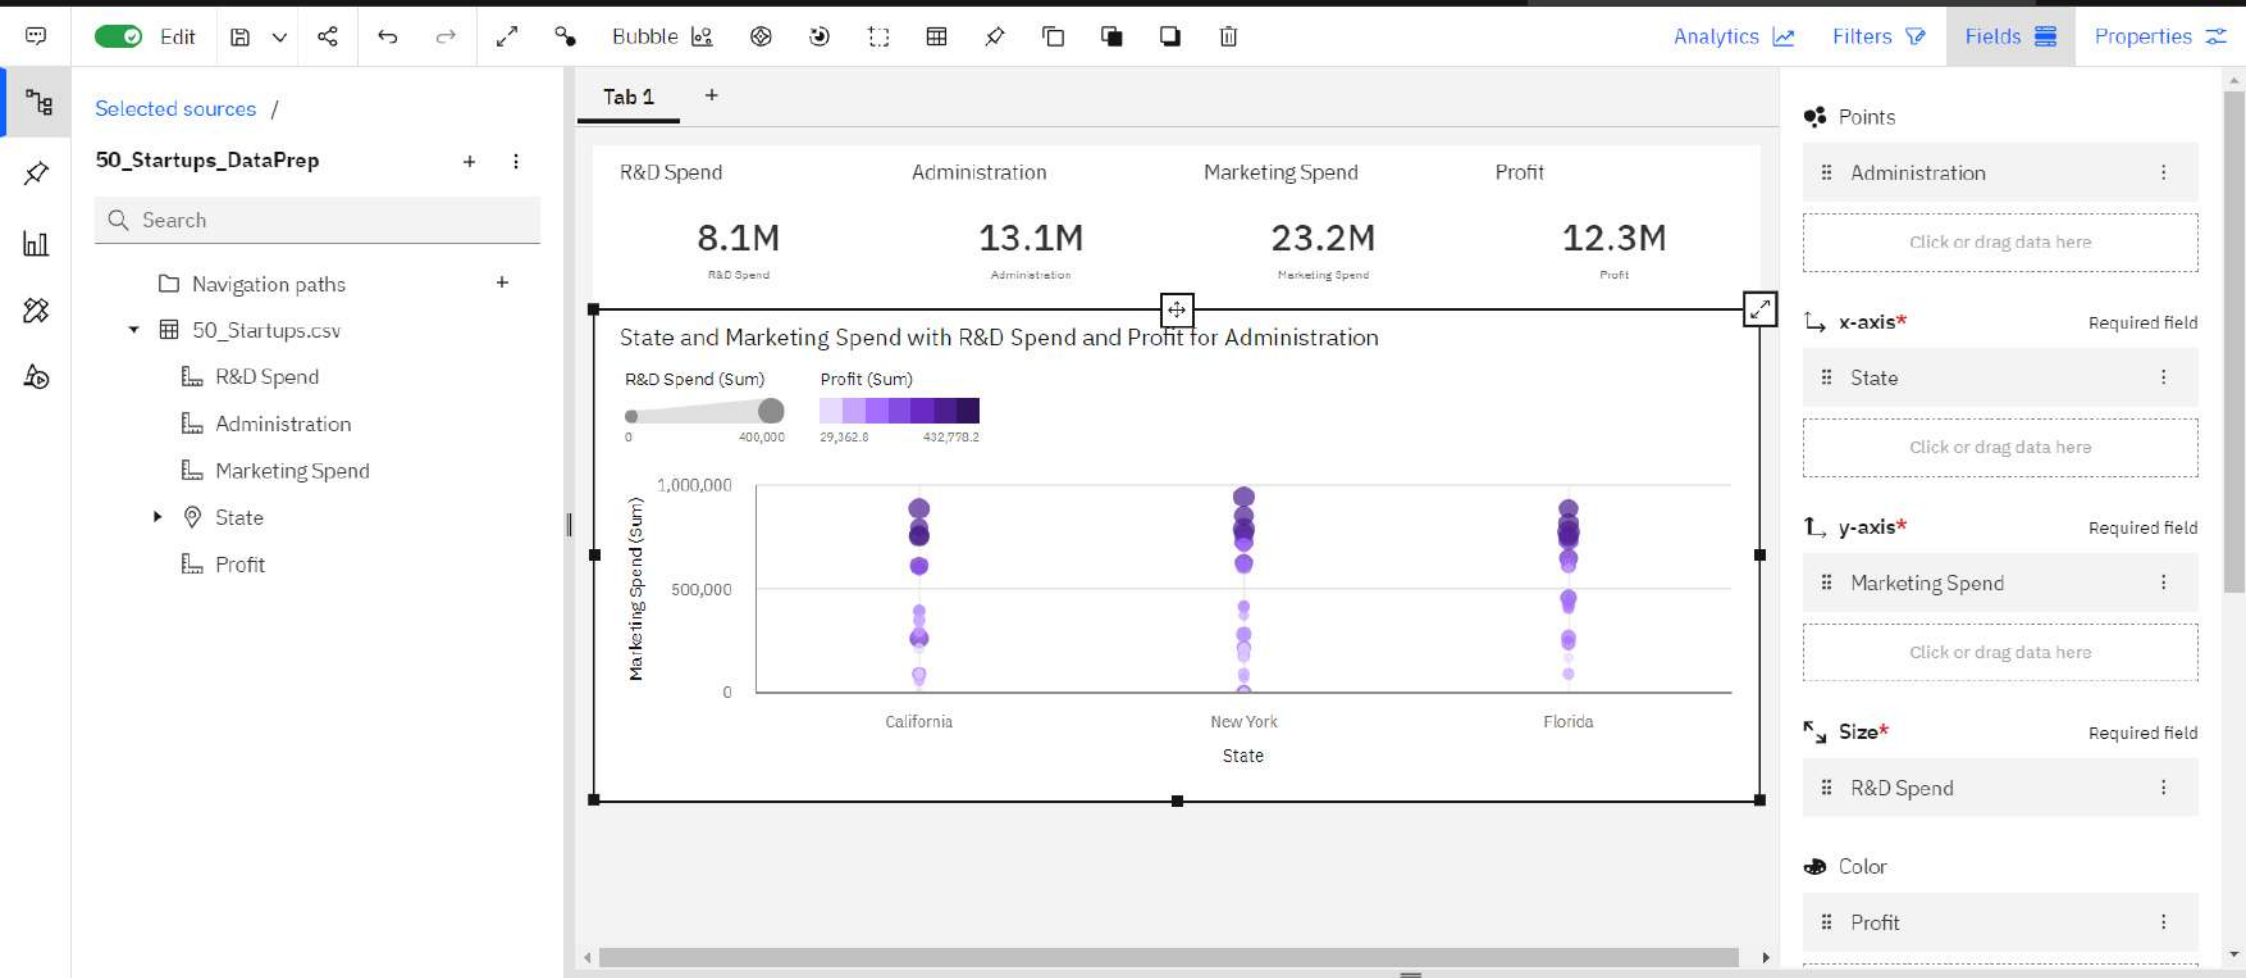 Edit
Bubble
Analytics
Filters
Fields
Properties
Selected sources /
50_Startups_DataPrep
Search
Navigation paths
50_Startups.csv
R&D Spend
Administration
Marketing Spend
State
Profit
Tab 1
R&D Spend
8.1M
R&D Spend
Administration
13.1M
Administration
Marketing Spend
23.2M
Marketing Spend
Profit
12.3M
Profit
State and Marketing Spend with R&D Spend and Profit for Administration
R&D Spend (Sum)
0 400,000
Profit (Sum)
29,362.8 432,778.2
Marketing Spend (Sum)
1,000,000
500,000
0
California
New York
Florida
State
Points
Administration
Click or drag data here
x-axis* Required field
State
Click or drag data here
y-axis* Required field
Marketing Spend
Click or drag data here
Size* Required field
R&D Spend
Color
Profit